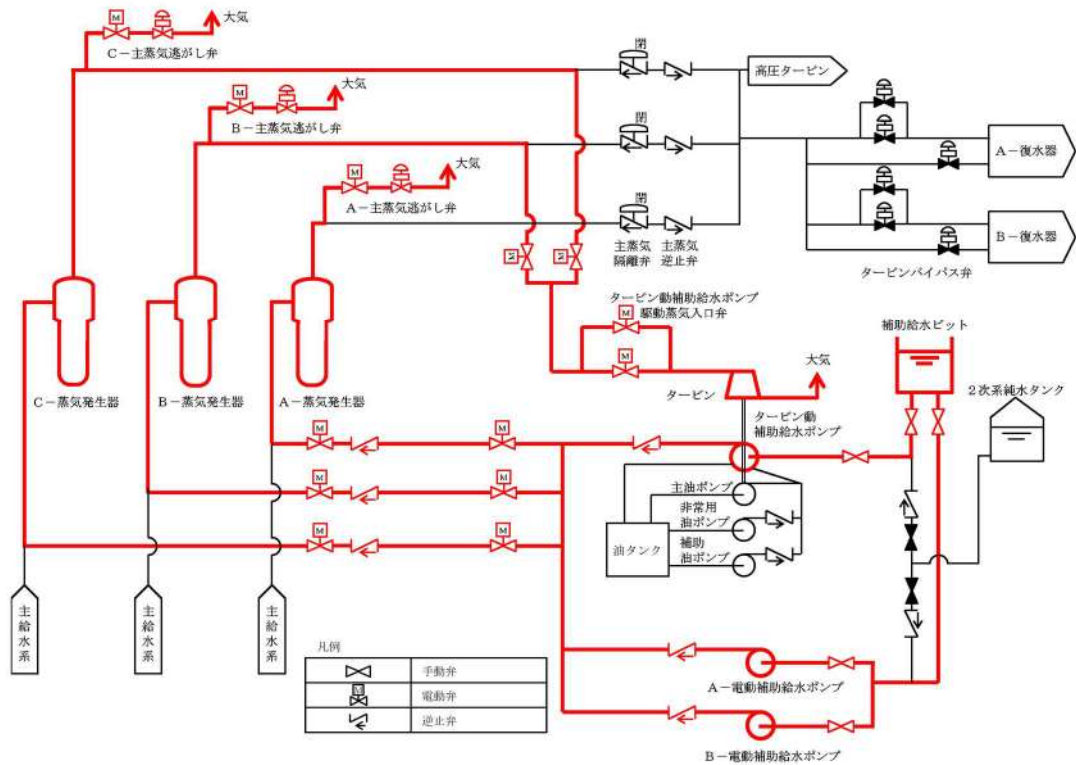 M
大気
C-主蒸気逃がし弁
M
大気
B-主蒸気逃がし弁
M
大気
A-主蒸気逃がし弁
閉
閉
閉
高圧タービン
主蒸気
隔離弁
主蒸気
逆止弁
A-復水器
B-復水器
タービンバイパス弁
M
M
タービン動補助給水ポンプ
駆動蒸気入口弁
M
M
大気
タービン
補助給水ピット
2次系純水タンク
C-蒸気発生器
B-蒸気発生器
A-蒸気発生器
タービン動
補助給水ポンプ
M
M
M
M
M
M
主油ポンプ
非常用
油ポンプ
補助
油ポンプ
油タンク
主給水系
主給水系
主給水系
凡例
手動弁
M
電動弁
逆止弁
A-電動補助給水ポンプ
B-電動補助給水ポンプ